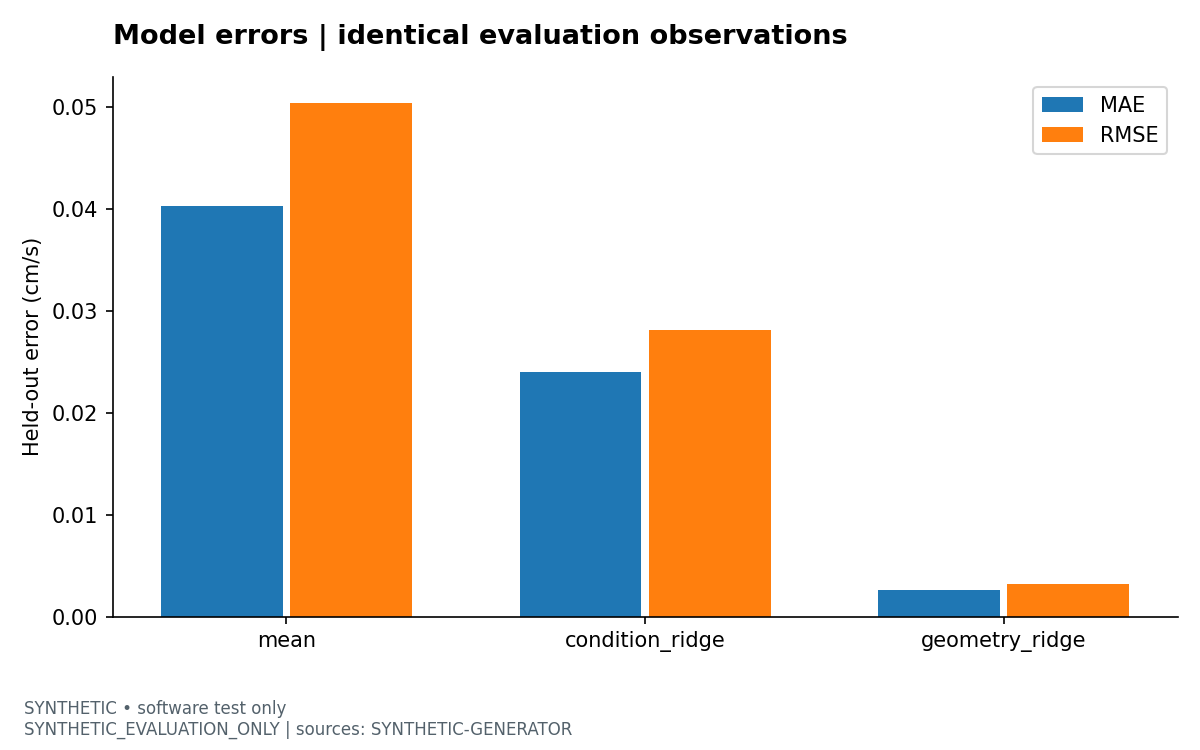 Model errors | identical evaluation observations
MAE
RMSE
Held-out error (cm/s)
0.05
0.04
0.03
0.02
0.01
0.00
mean
condition_ridge
geometry_ridge
SYNTHETIC • software test only
SYNTHETIC_EVALUATION_ONLY | sources: SYNTHETIC-GENERATOR